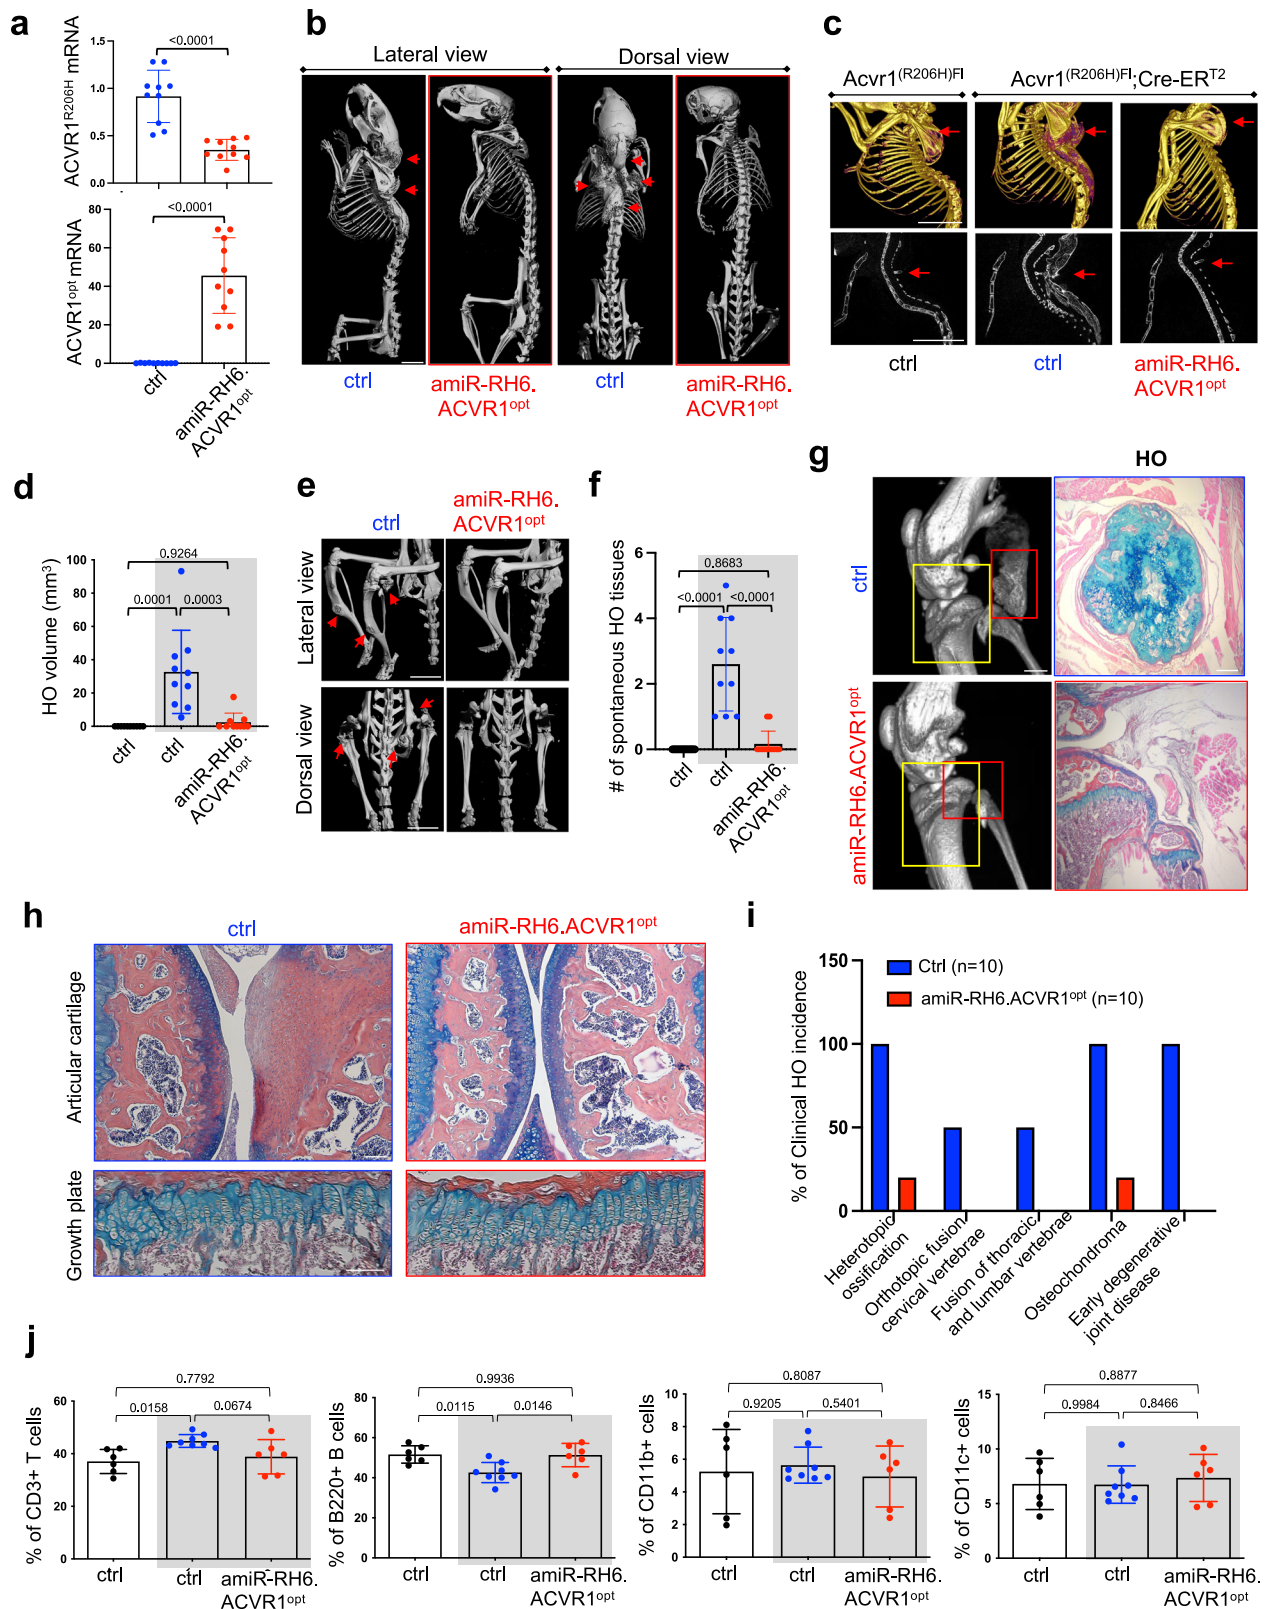 a
ACVR1R206H mRNA
1.5
1.0
0.5
0.0
<0.0001
ACVR1opt mRNA
80
60
40
20
0
<0.0001
ctrl
amiR-RH6.
ACVR1opt
b
Lateral view
Dorsal view
ctrl
amiR-RH6.
ACVR1opt
ctrl
amiR-RH6.
ACVR1opt
c
Acvr1(R206H)Fl
Acvr1(R206H)Fl;Cre-ERT2
ctrl
ctrl
amiR-RH6.
ACVR1opt
d
HO volume (mm3)
100
80
60
40
20
0
0.9264
0.0001
0.0003
ctrl
ctrl
amiR-RH6.
ACVR1opt
e
ctrl
amiR-RH6.
ACVR1opt
Lateral view
Dorsal view
f
# of spontaneous HO tissues
6
4
2
0
0.8683
<0.0001
<0.0001
ctrl
ctrl
amiR-RH6.
ACVR1opt
g
HO
ctrl
amiR-RH6.ACVR1opt
h
ctrl
amiR-RH6.ACVR1opt
Articular cartilage
Growth plate
i
% of Clinical HO incidence
150
100
50
0
Ctrl (n=10)
amiR-RH6.ACVR1opt (n=10)
Heterotopic
ossification
Orthotopic fusion
cervical vertebrae
Fusion of thoracic
and lumbar vertebrae
Osteochondroma
Early degenerative
joint disease
j
% of CD3+ T cells
60
40
20
0
0.7792
0.0158
0.0674
ctrl
ctrl
amiR-RH6.
ACVR1opt
% of B220+ B cells
80
60
40
20
0
0.9936
0.0115
0.0146
ctrl
ctrl
amiR-RH6.
ACVR1opt
% of CD11b+ cells
10
8
6
4
2
0
0.8087
0.9205
0.5401
ctrl
ctrl
amiR-RH6.
ACVR1opt
% of CD11c+ cells
15
10
5
0
0.8877
0.9984
0.8466
ctrl
ctrl
amiR-RH6.
ACVR1opt